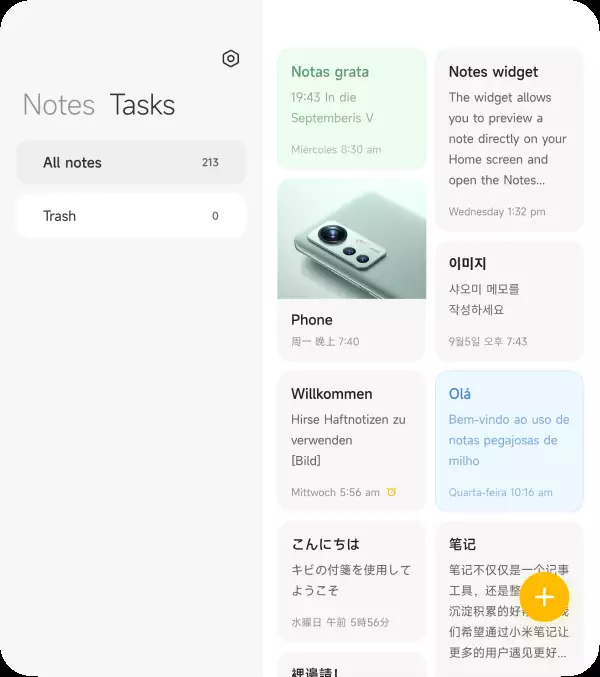 Notes Tasks
All notes 213
Trash 0
Notas grata
19:43 In die
Septemberis V
Miércoles 8:30 am
Phone
周一 晚上 7:40
Willkommen
Hirse Haftnotizen zu
verwenden
[Bild]
Mittwoch 5:56 am
こんにちは
キビの付箋を使用して
ようこそ
水曜日 午前 5時56分
裡邊請!
Notes widget
The widget allows
you to preview a
note directly on your
Home screen and
open the Notes...
Wednesday 1:32 pm
이미지
샤오미 메모를
작성하세요
9월5일 오후 7:43
Olá
Bem-vindo ao uso de
notas pegajosas de
milho
Quarta-feira 10:16 am
笔记
笔记不仅仅是一个记事
工具，还是整
沉淀积累的好
们希望通过小米笔记让
更多的用户遇见更好...